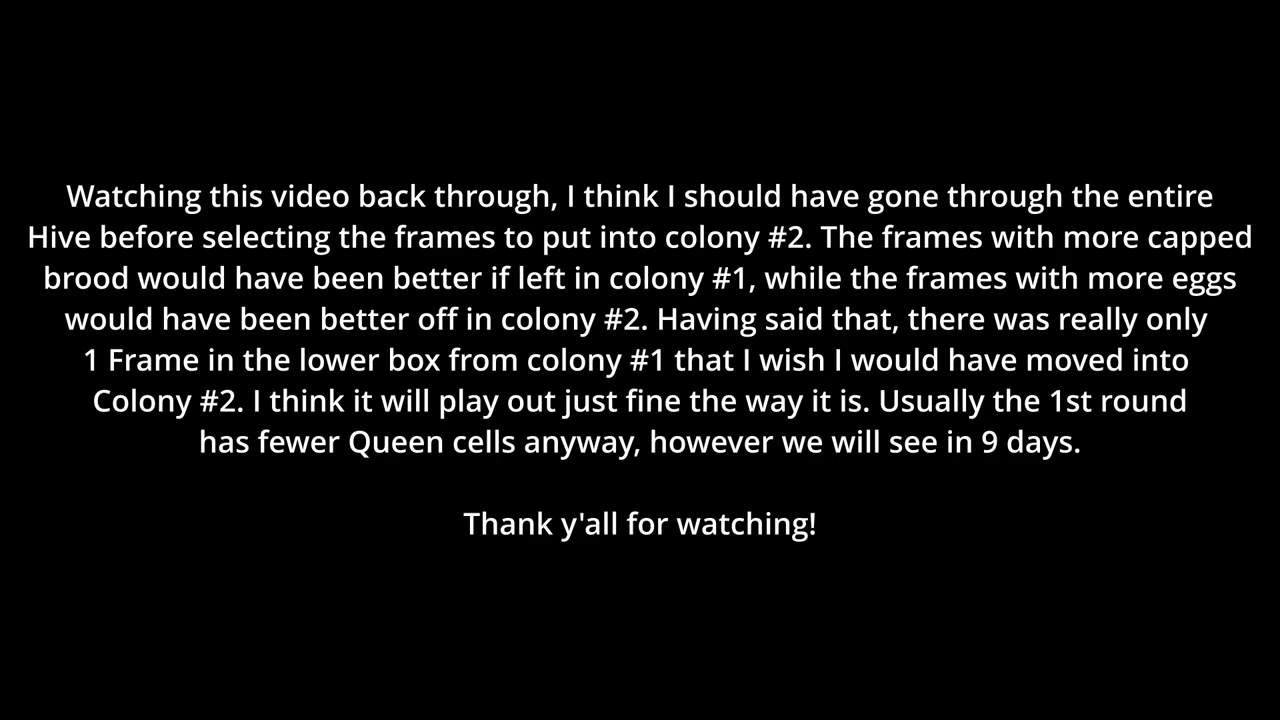 Watching this video back through, I think I should have gone through the entire
Hive before selecting the frames to put into colony #2. The frames with more capped
brood would have been better if left in colony #1, while the frames with more eggs
would have been better off in colony #2. Having said that, there was really only
1 Frame in the lower box from colony #1 that I wish I would have moved into
Colony #2. I think it will play out just fine the way it is. Usually the 1st round
has fewer Queen cells anyway, however we will see in 9 days.
Thank y'all for watching!